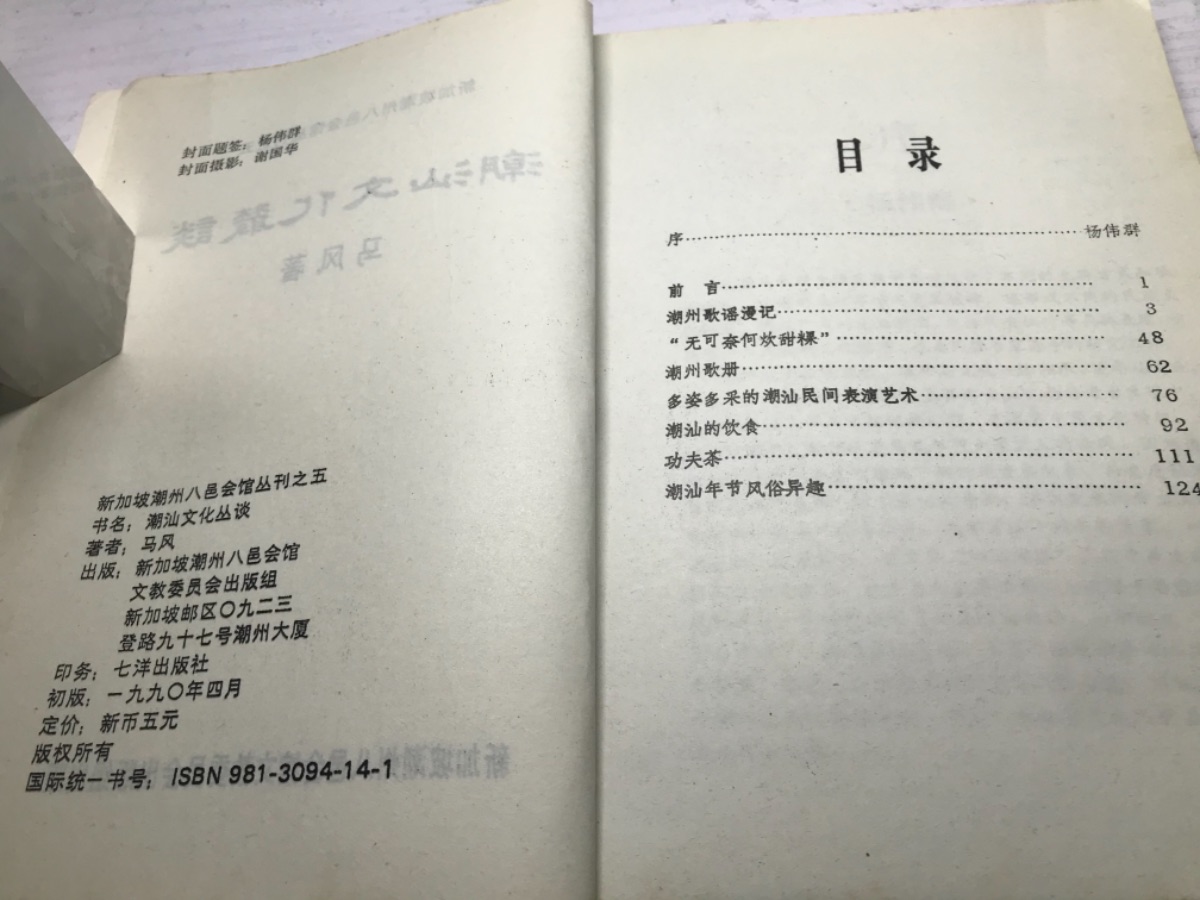 封面题签：杨伟群
封面摄影：谢国华
新加坡潮州八邑会馆丛刊之五
书名：潮汕文化丛谈
著者：马风
出版：新加坡潮州八邑会馆
文教委员会出版组
新加坡邮区〇九二三
登路九十七号潮州大厦
印务：七洋出版社
初版：一九九〇年四月
定价：新币五元
版权所有
国际统一书号：ISBN 981-3094-14-1
目录
序……杨伟群
前言……1
潮州歌谣漫记……3
“无可奈何炊甜粿”……48
潮州歌册……62
多姿多采的潮汕民间表演艺术……76
潮汕的饮食……92
功夫茶……111
潮汕年节风俗异趣……124